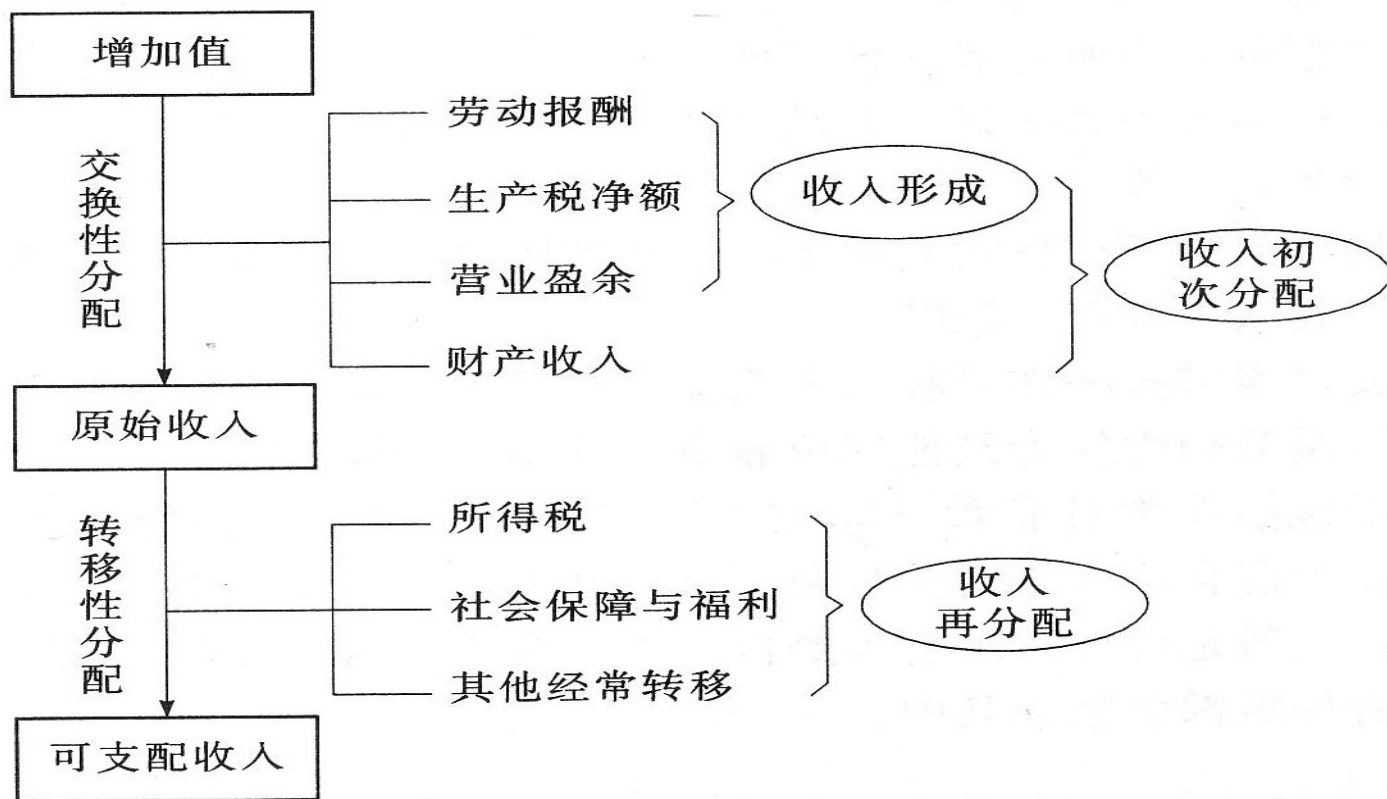 增加值
交换性分配
劳动报酬
生产税净额
营业盈余
财产收入
收入形成
收入初
次分配
原始收入
转移性分配
所得税
社会保障与福利
其他经常转移
收入
再分配
可支配收入